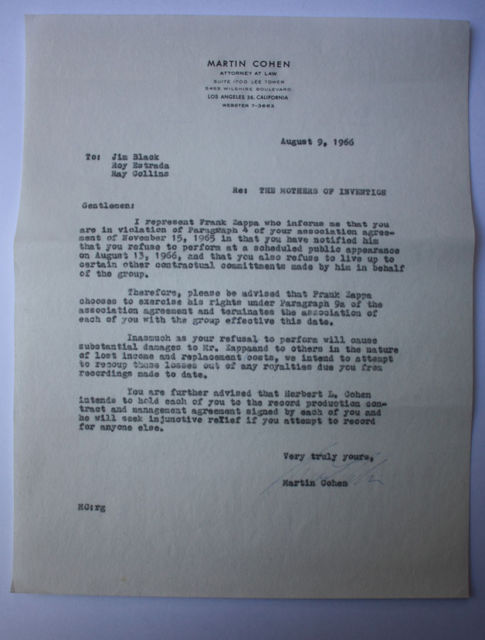 MARTIN COHEN
ATTORNEY AT LAW
SUITE 1700 LEE TOWER
5455 WILSHIRE BOULEVARD
LOS ANGELES 36, CALIFORNIA
WEBSTER 7-3663
August 9, 1966
To: Jim Black
Roy Estrada
Ray Collins
Re: THE MOTHERS OF INVENTION
Gentlemen:
I represent Frank Zappa who informs me that you
are in violation of Paragraph 4 of your association agree-
ment of November 15, 1965 in that you have notified him
that you refuse to perform at a scheduled public appearance
on August 13, 1966, and that you also refuse to live up to
certain other contractual committments made by him in behalf
of the group.
Therefore, please be advised that Frank Zappa
chooses to exercise his rights under Paragraph 9a of the
association agreement and terminates the association of
each of you with the group effective this date.
Inasmuch as your refusal to perform will cause
substantial damages to Mr. Zappaand to others in the nature
of lost income and replacement costs, we intend to attempt
to recoup those losses out of any royalties due you from
recordings made to date.
You are further advised that Herbert L. Cohen
intends to hold each of you to the record production con-
tract and management agreement signed by each of you and
he will seek injunctive relief if you attempt to record
for anyone else.
Very truly yours,
Martin Cohen
MC:rg